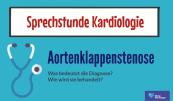 Sprechstunde Kardiologie
Aortenklappenstenose
Was bedeutet die Diagnose?
Wie wird sie behandelt?